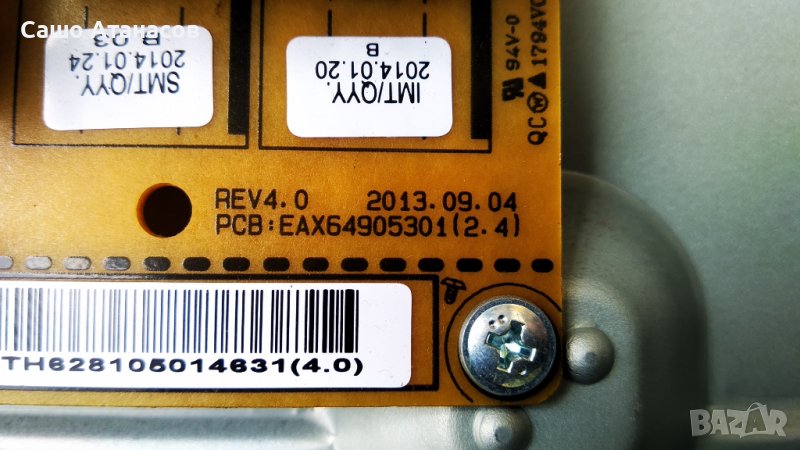 Сашо Атанасов
SMT/QYY.
2014.01.24
B 03
IMT/QYY.
2014.01.20
B
94V-0
QC
REV4.0 2013.09.04
PCB:EAX64905301(2.4)
TH628105014631(4.0)
BAZAR